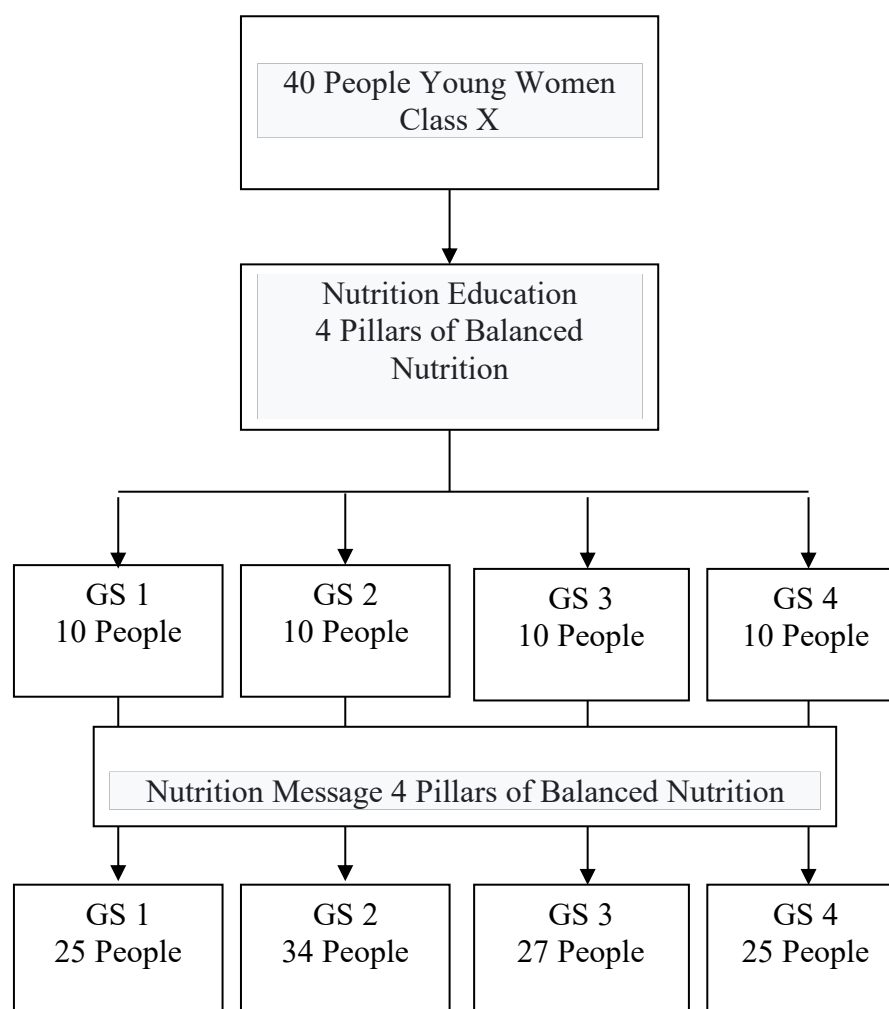 40 People Young Women
Class X
Nutrition Education
4 Pillars of Balanced
Nutrition
GS 1
10 People
GS 2
10 People
GS 3
10 People
GS 4
10 People
Nutrition Message 4 Pillars of Balanced Nutrition
GS 1
25 People
GS 2
34 People
GS 3
27 People
GS 4
25 People